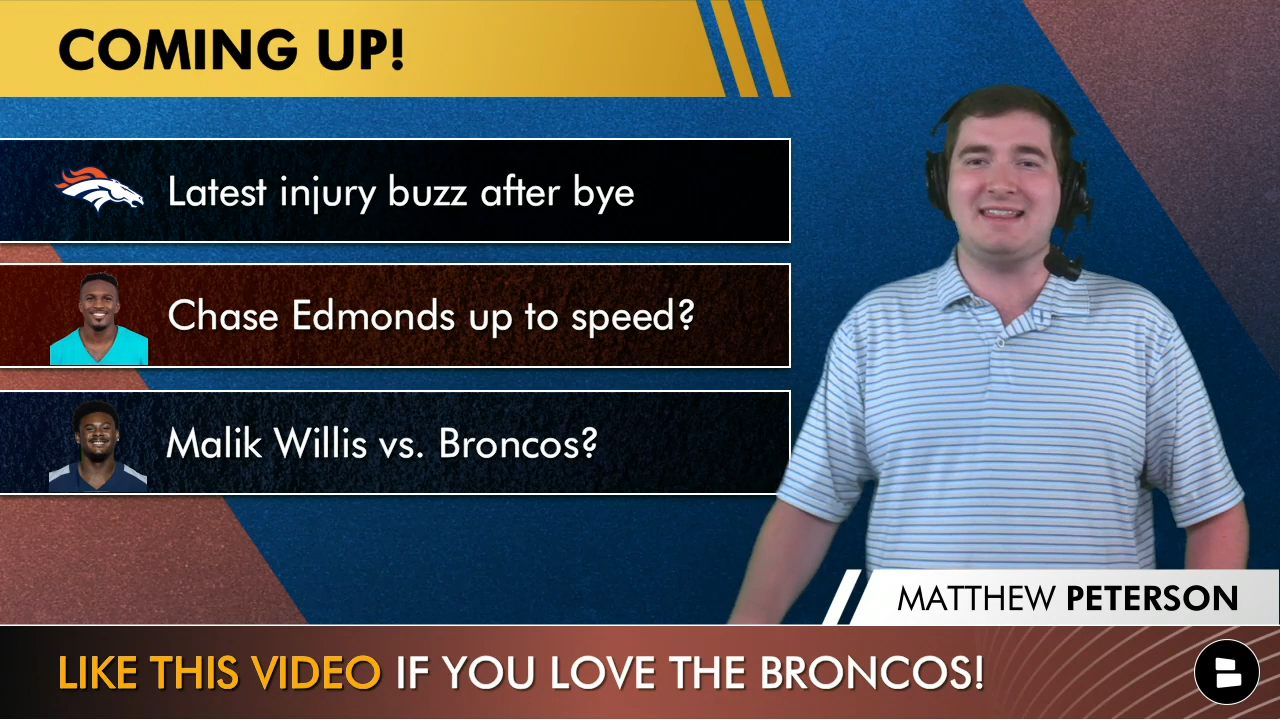 COMING UP!
Latest injury buzz after bye
Chase Edmonds up to speed?
Malik Willis vs. Broncos?
MATTHEW PETERSON
LIKE THIS VIDEO IF YOU LOVE THE BRONCOS!